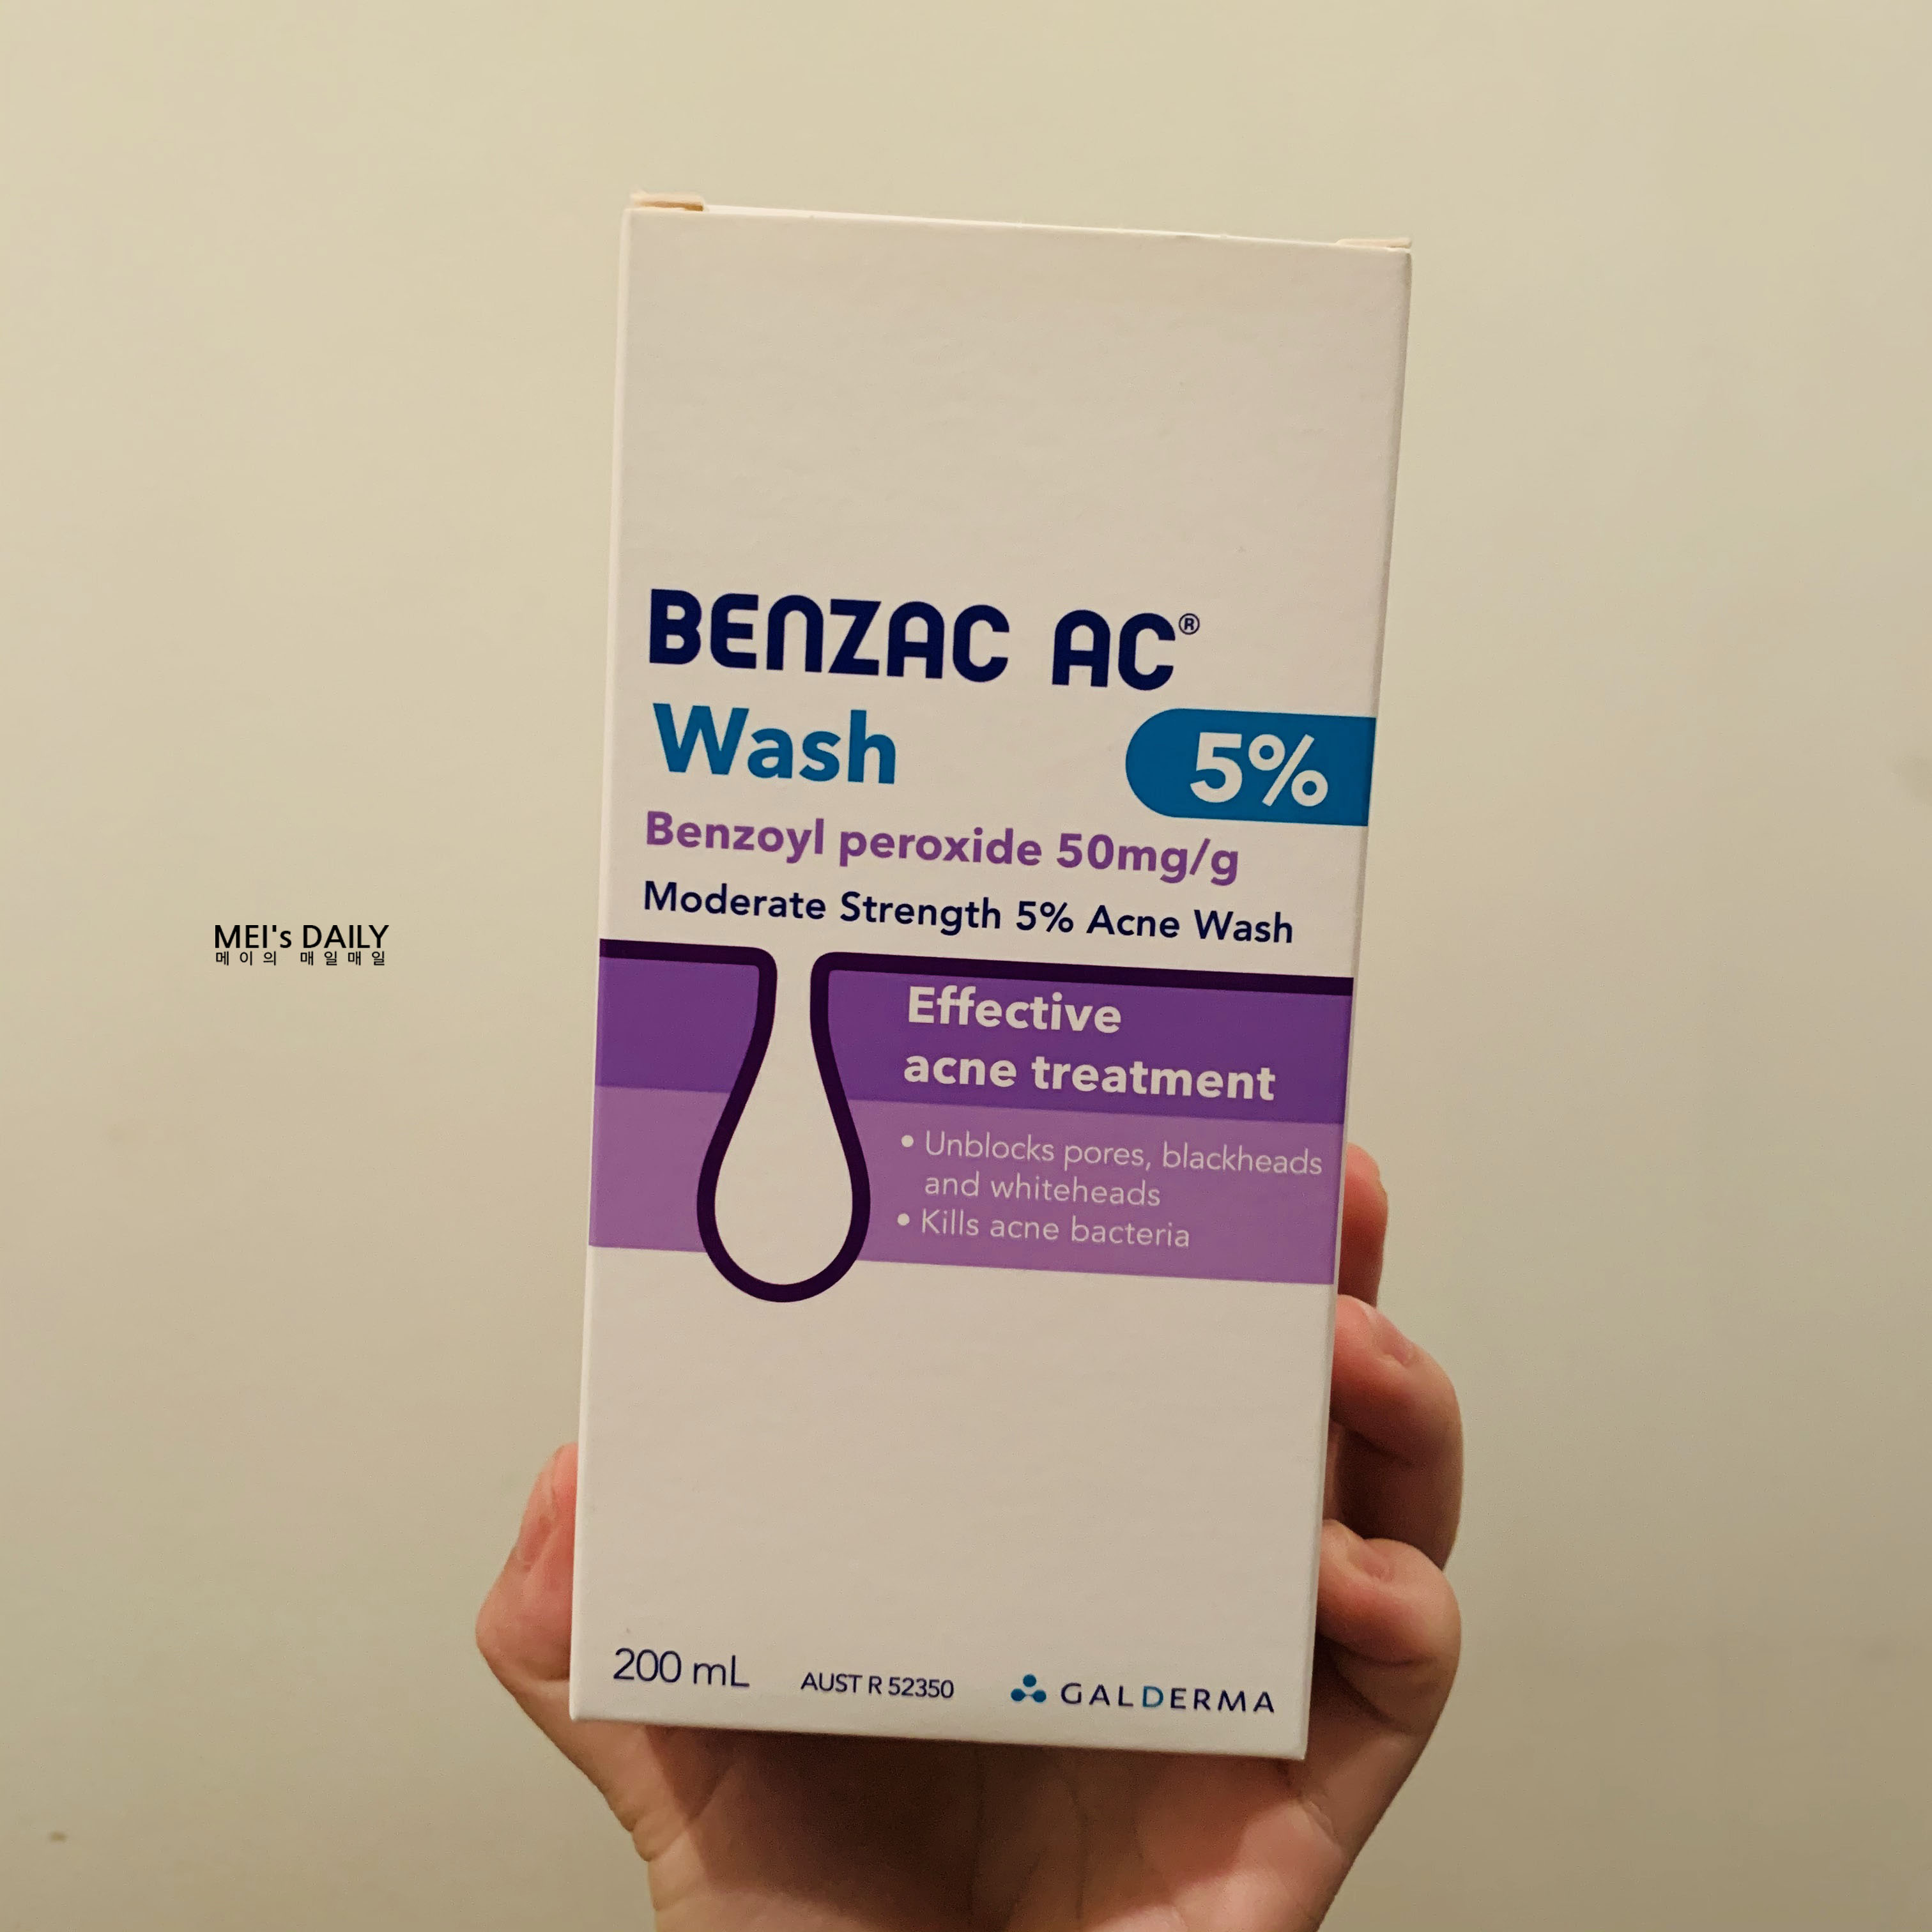 BENZAC AC®
Wash
5%
Benzoyl peroxide 50mg/g
Moderate Strength 5% Acne Wash
Effective
acne treatment
• Unblocks pores, blackheads
and whiteheads
• Kills acne bacteria
200 mL
AUST R 52350
GALDERMA
MEI's DAILY
메이의 매일매일